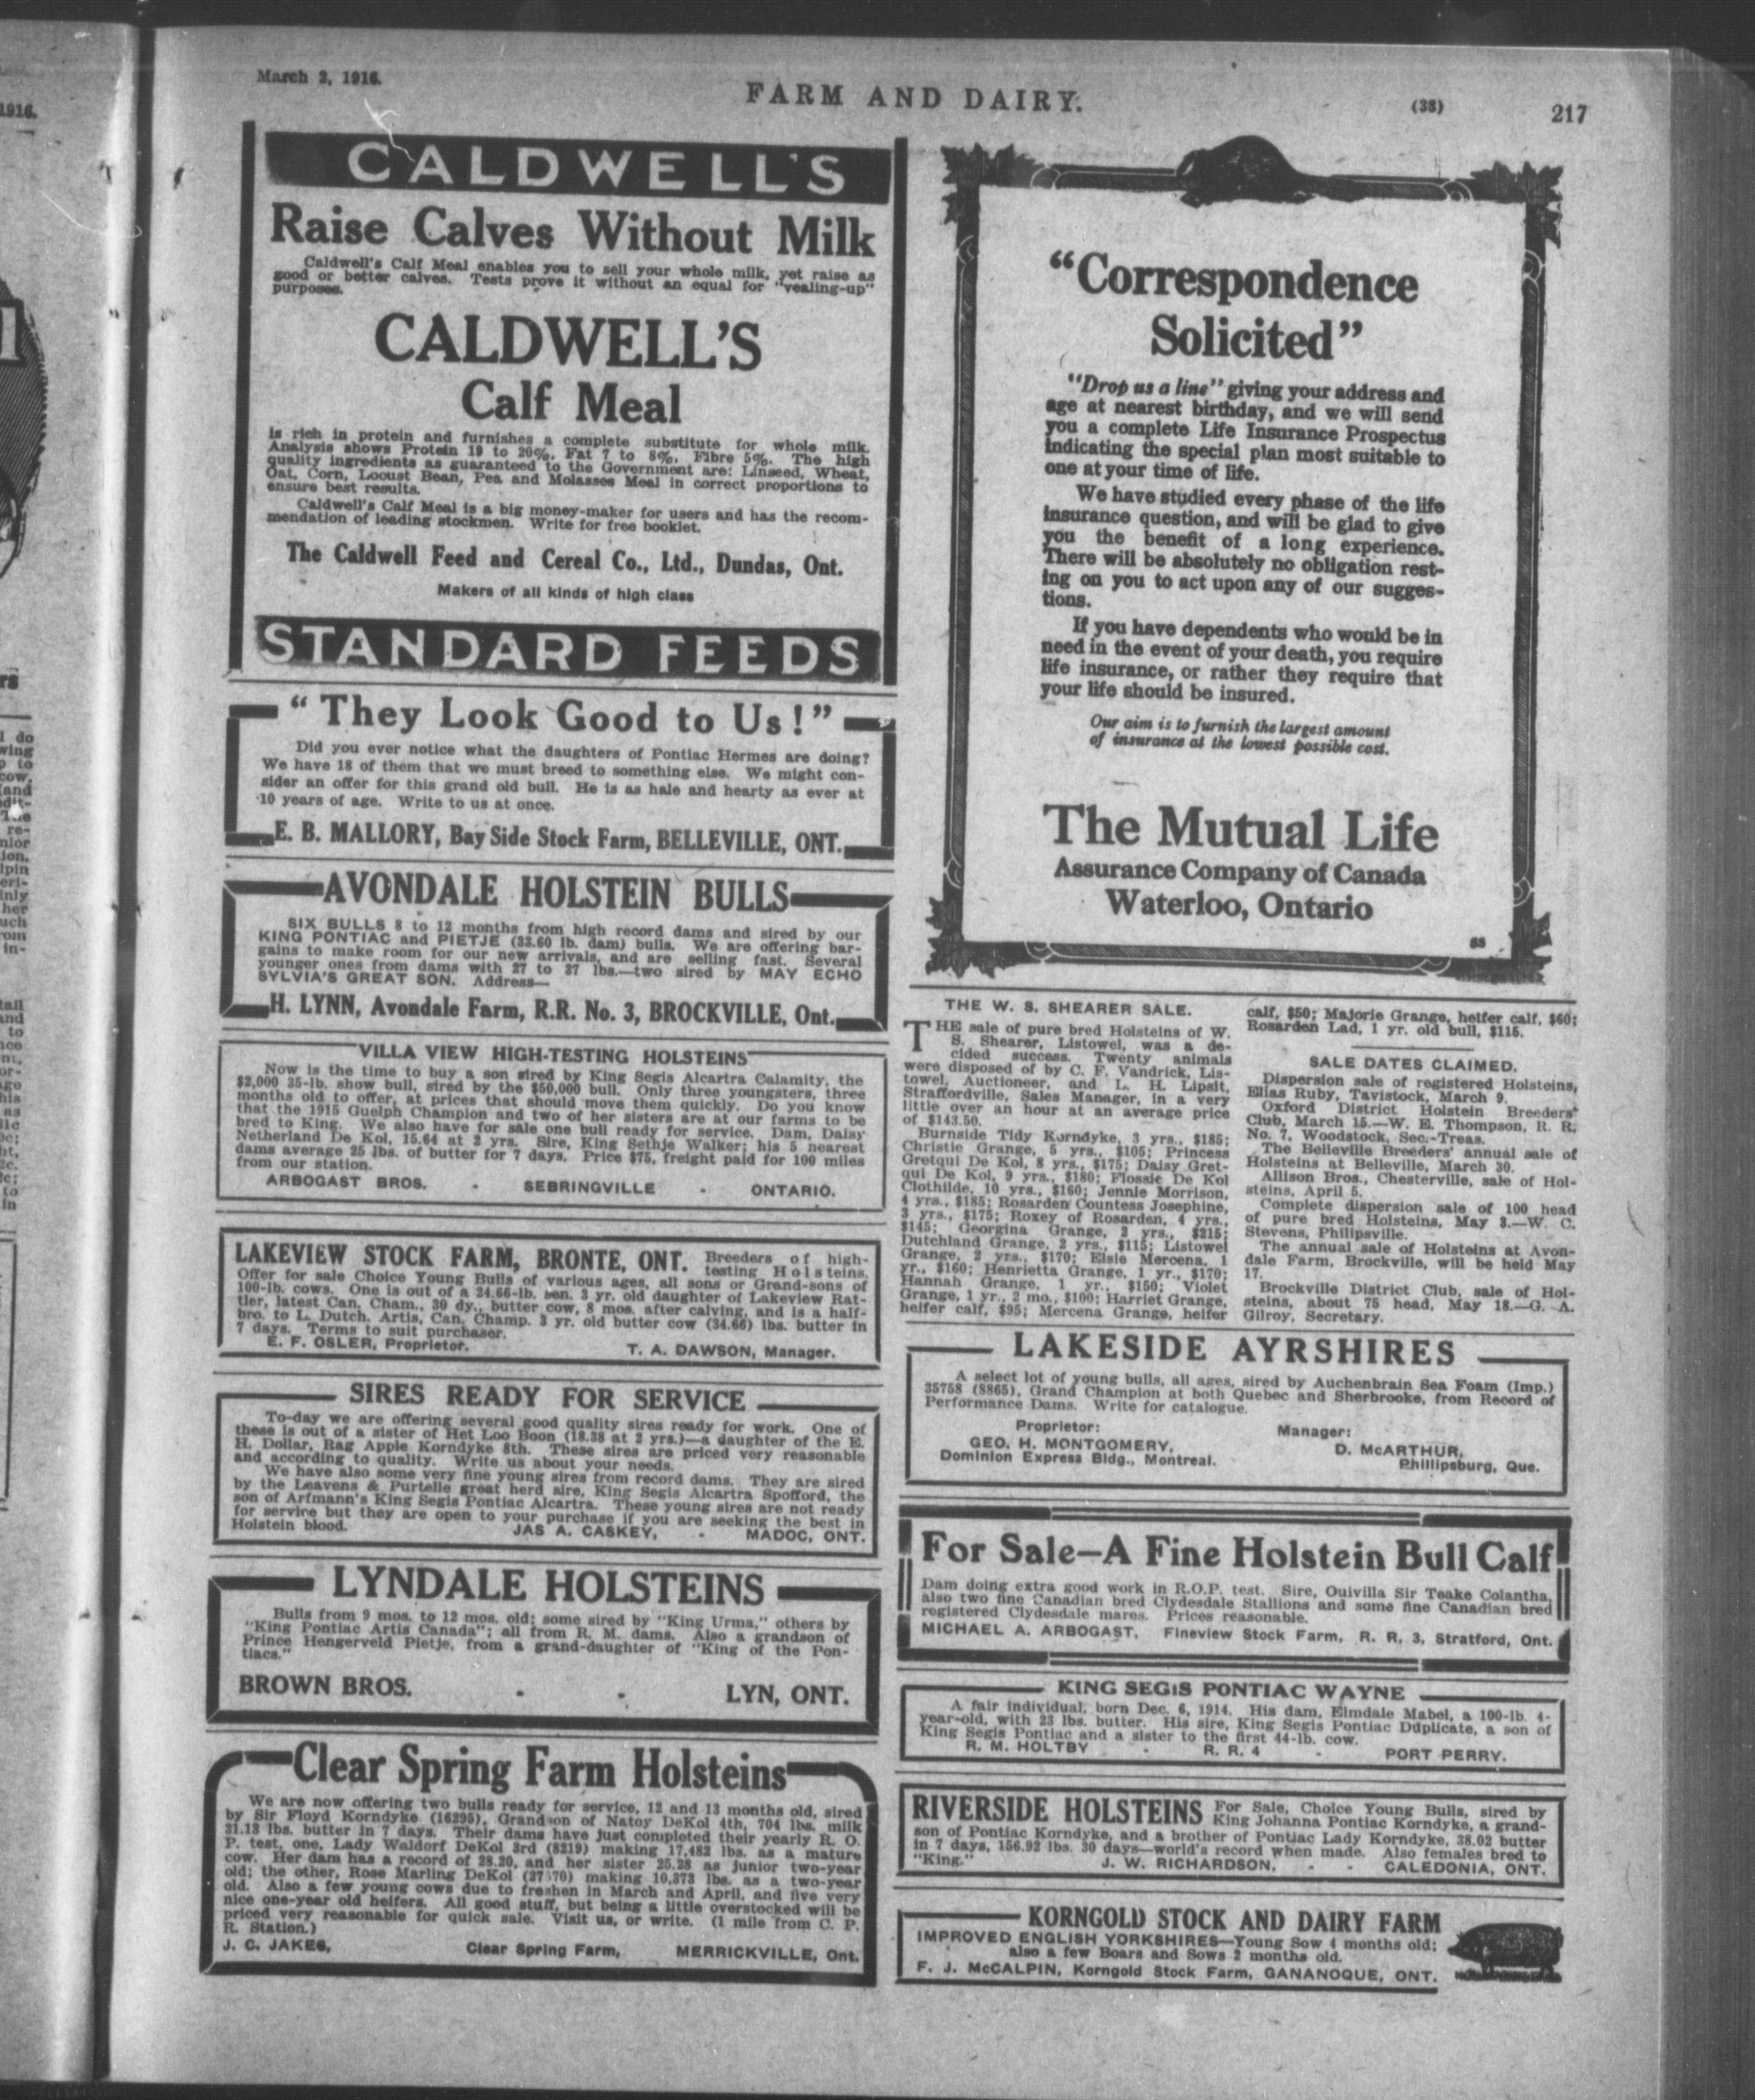 March 2, 1916.
FARM AND DAIRY.
(33)
217
CALDWELL'S
Raise Calves Without Milk
Caldwell's Calf Meal enables you to sell your whole milk, yet raise as
good or better calves. Tests prove it without an equal for "vealing-up"
purposes.
CALDWELL'S
Calf Meal
is rich in protein and furnishes a complete substitute for whole milk.
Analysis shows Protein 19 to 20%, Fat 7 to 8%, Fibre 5%. The high
quality ingredients as guaranteed to the Government are: Linseed, Wheat,
Oat, Corn, Locust Bean, Pea and Molasses Meal in correct proportions to
ensure best results.
Caldwell's Calf Meal is a big money-maker for users and has the recom-
mendation of leading stockmen. Write for free booklet.
The Caldwell Feed and Cereal Co., Ltd., Dundas, Ont.
Makers of all kinds of high class
STANDARD FEEDS
"They Look Good to Us!"
Did you ever notice what the daughters of Pontiac Hermes are doing?
We have 18 of them that we must breed to something else. We might con-
sider an offer for this grand old bull. He is as hale and hearty as ever at
10 years of age. Write to us at once.
E. B. MALLORY, Bay Side Stock Farm, BELLEVILLE, ONT.
AVONDALE HOLSTEIN BULLS
SIX BULLS 8 to 12 months from high record dams and sired by our
KING PONTIAC and PIETJE (33.60 lb. dam) bulls. We are offering bar-
gains to make room for our new arrivals, and are selling fast. Several
younger ones from dams with 27 to 37 lbs.—two sired by MAY ECHO
SYLVIA'S GREAT SON. Address—
H. LYNN, Avondale Farm, R.R. No. 3, BROCKVILLE, Ont.
VILLA VIEW HIGH-TESTING HOLSTEINS
Now is the time to buy a son sired by King Segis Alcartra Calamity, the
$2,000 35-lb. show bull, sired by the $50,000 bull. Only three youngsters, three
months old to offer, at prices that should move them quickly. Do you know
that the 1915 Guelph Champion and two of her sisters are at our farms to be
bred to King. We also have for sale one bull ready for service. Dam, Daisy
Netherland De Kol, 15.64 at 2 yrs. Sire, King Sethje Walker; his 5 nearest
dams average 25 lbs. of butter for 7 days. Price $75, freight paid for 100 miles
from our station.
ARBOGAST BROS. - SEBRINGVILLE - ONTARIO.
LAKEVIEW STOCK FARM, BRONTE, ONT. Breeders of high-
testing Holsteins.
Offer for sale Choice Young Bulls of various ages, all sons or Grand-sons of
100-lb. cows. One is out of a 24.66-lb. sen. 3 yr. old daughter of Lakeview Rat-
tler, latest Can. Cham., 30 dy., butter cow, 8 mos. after calving, and is a half-
bro. to L. Dutch. Artis, Can. Champ. 3 yr. old butter cow (34.66) lbs. butter in
7 days. Terms to suit purchaser.
E. F. OSLER, Proprietor. T. A. DAWSON, Manager.
SIRES READY FOR SERVICE
To-day we are offering several good quality sires ready for work. One of
these is out of a sister of Het Loo Boon (18.38 at 2 yrs.)—a daughter of the E.
H. Dollar, Rag Apple Korndyke 8th. These sires are priced very reasonable
and according to quality. Write us about your needs.
We have also some very fine young sires from record dams. They are sired
by the Leavens & Purtelle great herd sire, King Segis Alcartra Spofford, the
son of Arfmann's King Segis Pontiac Alcartra. These young sires are not ready
for service but they are open to your purchase if you are seeking the best in
Holstein blood. JAS A. CASKEY, - MADOC, ONT.
LYNDALE HOLSTEINS
Bulls from 9 mos. to 12 mos. old; some sired by "King Urma," others by
"King Pontiac Artis Canada"; all from R. M. dams. Also a grandson of
Prince Hengerveld Pietje, from a grand-daughter of "King of the Pon-
tiacs."
BROWN BROS. - - LYN, ONT.
Clear Spring Farm Holsteins
We are now offering two bulls ready for service, 12 and 13 months old, sired
by Sir Floyd Korndyke (16295), Grandson of Natoy DeKol 4th, 704 lbs. milk
31.13 lbs. butter in 7 days. Their dams have just completed their yearly R. O.
P. test, one, Lady Waldorf DeKol 3rd (8219) making 17,482 lbs. as a mature
cow. Her dam has a record of 28.20, and her sister 25.28 as junior two-year
old; the other, Rose Marling DeKol making 10,373 lbs. as a two-year
old. Also a few young cows due to freshen in March and April, and five very
nice one-year old heifers. All good stuff, but being a little overstocked will be
priced very reasonable for quick sale. Visit us, or write. (1 mile from C. P.
R. Station.)
J. C. JAKES, Clear Spring Farm, MERRICKVILLE, Ont.
"Correspondence
Solicited"
"Drop us a line" giving your address and
age at nearest birthday, and we will send
you a complete Life Insurance Prospectus
indicating the special plan most suitable to
one at your time of life.
We have studied every phase of the life
insurance question, and will be glad to give
you the benefit of a long experience.
There will be absolutely no obligation rest-
ing on you to act upon any of our sugges-
tions.
If you have dependents who would be in
need in the event of your death, you require
life insurance, or rather they require that
your life should be insured.
Our aim is to furnish the largest amount
of insurance at the lowest possible cost.
The Mutual Life
Assurance Company of Canada
Waterloo, Ontario
THE W. S. SHEARER SALE.
THE sale of pure bred Holsteins of W.
S. Shearer, Listowel, was a de-
cided success. Twenty animals
were disposed of by C. F. Vandrick, Lis-
towel, Auctioneer, and L. H. Lipsit,
Straffordville, Sales Manager, in a very
little over an hour at an average price
of $143.50.
Burnside Tidy Korndyke, 3 yrs., $185;
Christie Grange, 5 yrs., $105; Princess
Gretqui De Kol, 8 yrs., $175; Daisy Gret-
qui De Kol, 9 yrs., $180; Flossie De Kol
Clothilde, 10 yrs., $160; Jennie Morrison,
4 yrs., $185; Rosarden Countess Josephine,
3 yrs., $175; Roxey of Rosarden, 4 yrs.,
$145; Georgina Grange, 2 yrs., $215;
Dutchland Grange, 2 yrs., $115; Listowel
Grange, 2 yrs., $170; Elsie Mercena, 1
yr., $160; Henrietta Grange, 1 yr., $170;
Hannah Grange, 1 yr., $150; Violet
Grange, 1 yr., 2 mo., $100; Harriet Grange,
heifer calf, $95; Mercena Grange, heifer
calf, $50; Majorie Grange, heifer calf, $60;
Rosarden Lad, 1 yr. old bull, $115.
SALE DATES CLAIMED.
Dispersion sale of registered Holsteins,
Elias Ruby, Tavistock, March 9.
Oxford District Holstein Breeders'
Club, March 15.—W. E. Thompson, R. R.
No. 7, Woodstock, Sec.-Treas.
The Belleville Breeders' annual sale of
Holsteins at Belleville, March 30.
Allison Bros., Chesterville, sale of Hol-
steins, April 5.
Complete dispersion sale of 100 head
of pure bred Holsteins, May 3.—W. C.
Stevens, Philipsville.
The annual sale of Holsteins at Avon-
dale Farm, Brockville, will be held May
17.
Brockville District Club, sale of Hol-
steins, about 75 head, May 18.—G. A.
Gilroy, Secretary.
LAKESIDE AYRSHIRES
A select lot of young bulls, all ages, sired by Auchenbrain Sea Foam (Imp.)
35758 (8865), Grand Champion at both Quebec and Sherbrooke, from Record of
Performance Dams. Write for catalogue.
Proprietor: Manager:
GEO. H. MONTGOMERY, D. McARTHUR,
Dominion Express Bldg., Montreal. Phillipsburg, Que.
For Sale—A Fine Holstein Bull Calf
Dam doing extra good work in R.O.P. test. Sire, Ouivilla Sir Teake Colantha,
also two fine Canadian bred Clydesdale Stallions and some fine Canadian bred
registered Clydesdale mares. Prices reasonable.
MICHAEL A. ARBOGAST, Fineview Stock Farm, R. R. 3, Stratford, Ont.
KING SEGIS PONTIAC WAYNE
A fair individual, born Dec. 6, 1914. His dam, Elmdale Mabel, a 100-lb. 4-
year-old, with 23 lbs. butter. His sire, King Segis Pontiac Duplicate, a son of
King Segis Pontiac and a sister to the first 44-lb. cow.
R. M. HOLTBY - R. R. 4 - PORT PERRY.
RIVERSIDE HOLSTEINS For Sale, Choice Young Bulls, sired by
King Johanna Pontiac Korndyke, a grand-
son of Pontiac Korndyke, and a brother of Pontiac Lady Korndyke, 38.02 butter
in 7 days, 156.92 lbs. 30 days—world's record when made. Also females bred to
"King." J. W. RICHARDSON, - - CALEDONIA, ONT.
KORNGOLD STOCK AND DAIRY FARM
IMPROVED ENGLISH YORKSHIRES—Young Sow 4 months old;
also a few Boars and Sows 2 months old.
F. J. McCALPIN, Korngold Stock Farm, GANANOQUE, ONT.